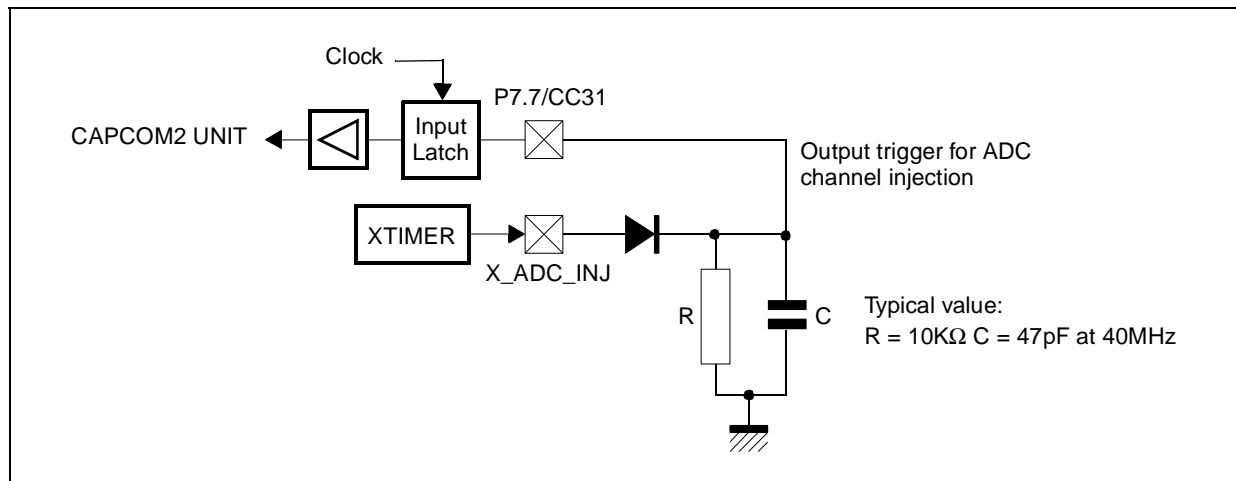 Clock
P7.7/CC31
CAPCOM2 UNIT
Input
Latch
Output trigger for ADC
channel injection
XTIMER
X_ADC_INJ
R
C
Typical value:
R = 10KΩ C = 47pF at 40MHz